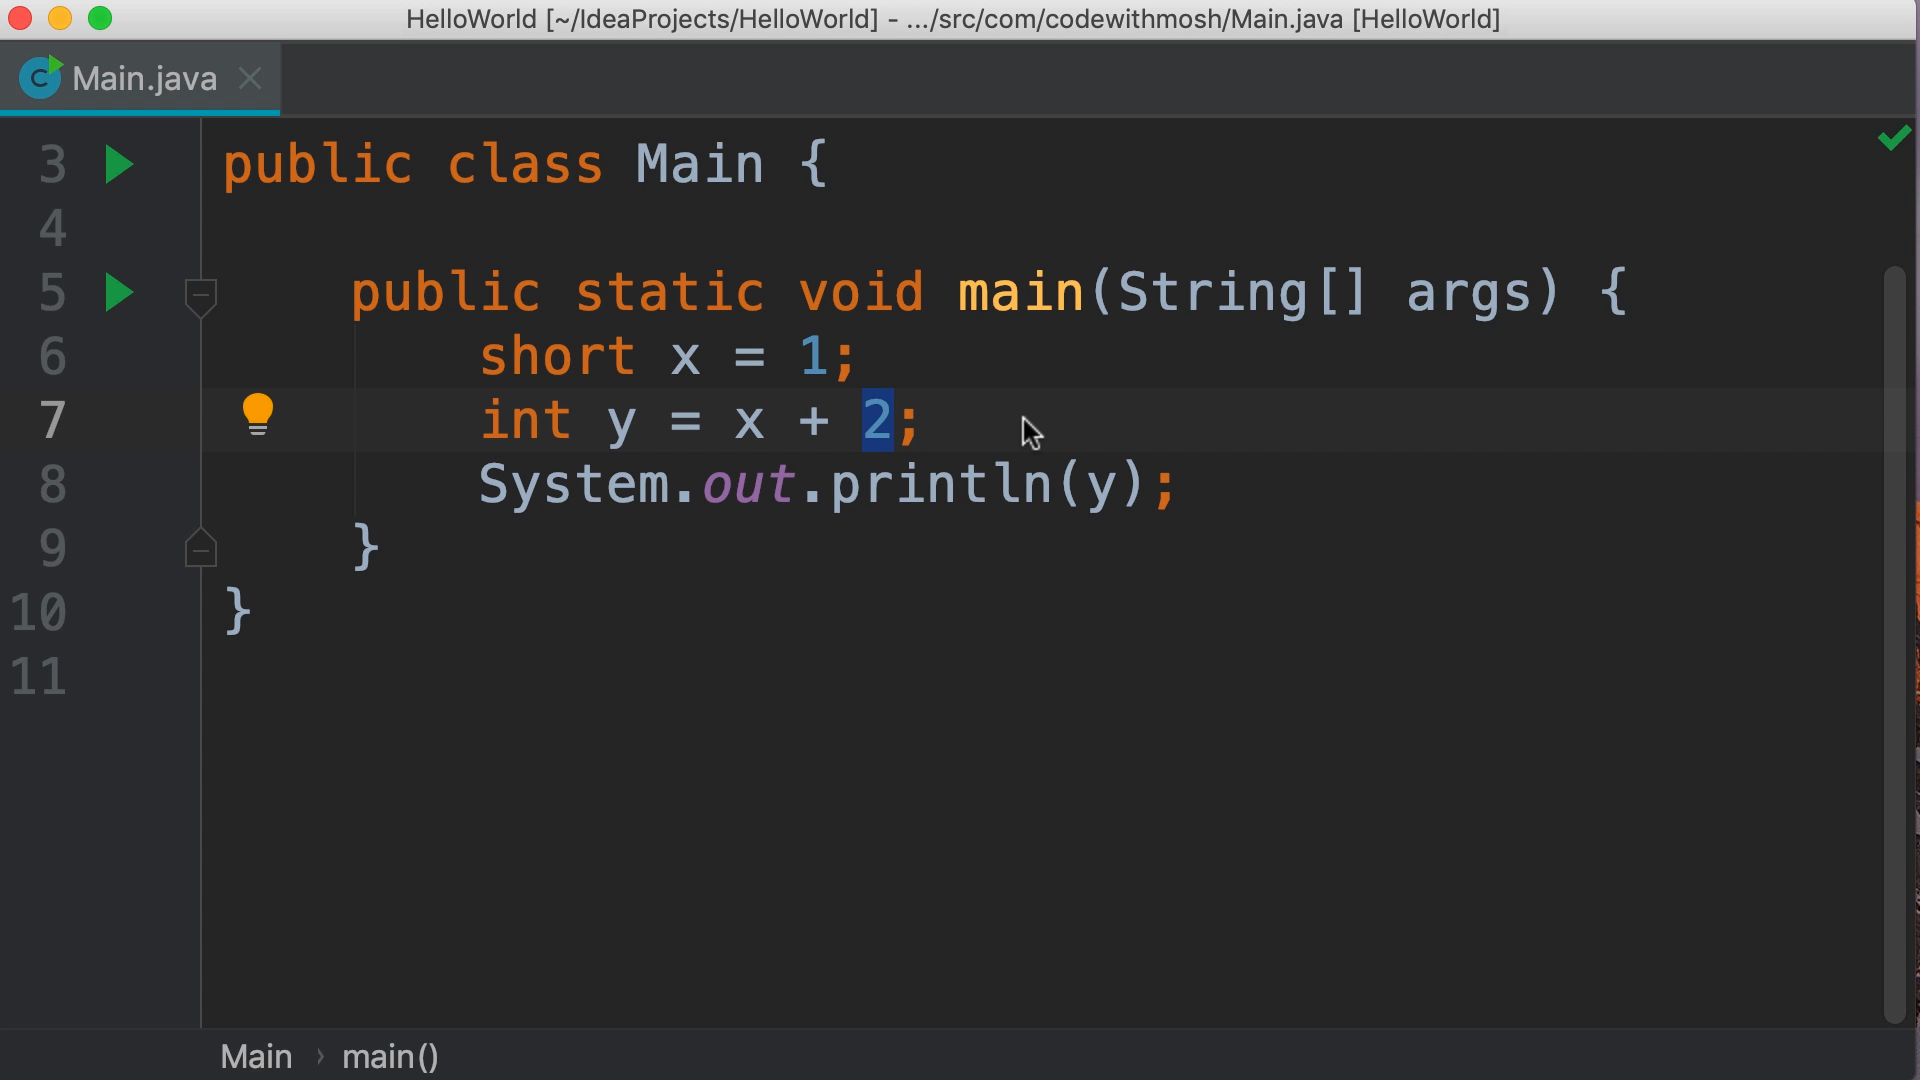 HelloWorld [~/IdeaProjects/HelloWorld] - .../src/com/codewithmosh/Main.java [HelloWorld]
C Main.java
3 public class Main {
4
5 public static void main(String[] args) {
6 short x = 1;
7 int y = x + 2;
8 System.out.println(y);
9 }
10 }
11
Main › main()